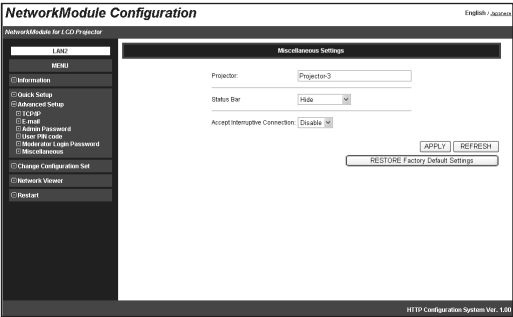 NetworkModule Configuration
English / Japanese
NetworkModule for LCD Projector
LAN2
MENU
Information
Quick Setup
Advanced Setup
TCP/IP
E-mail
Admin Password
User PIN code
Moderator Login Password
Miscellaneous
Change Configuration Set
Network Viewer
Restart
Miscellaneous Settings
Projector: Projector-3
Status Bar Hide
Accept Interruptive Connection: Disable
APPLY REFRESH
RESTORE Factory Default Settings
HTTP Configuration System Ver. 1.00